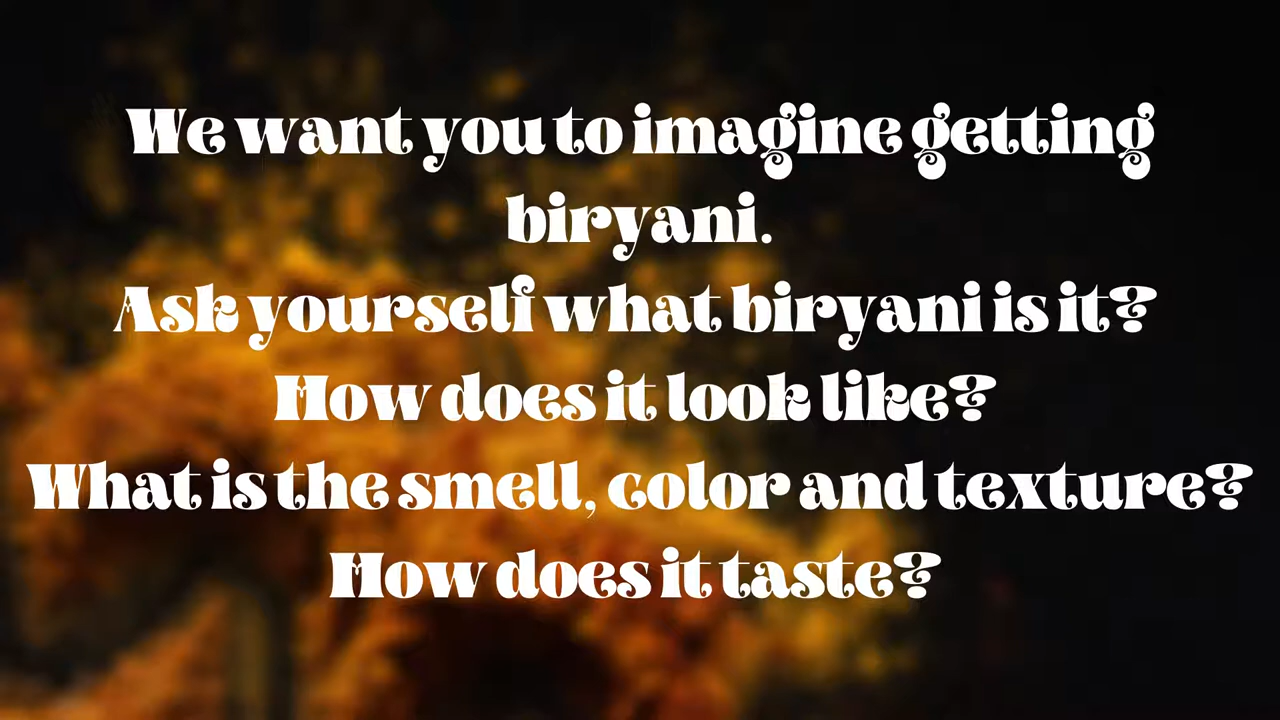 We want you to imagine getting
biryani.
Ask yourself what biryani is it?
How does it look like?
What is the smell, color and texture?
How does it taste?